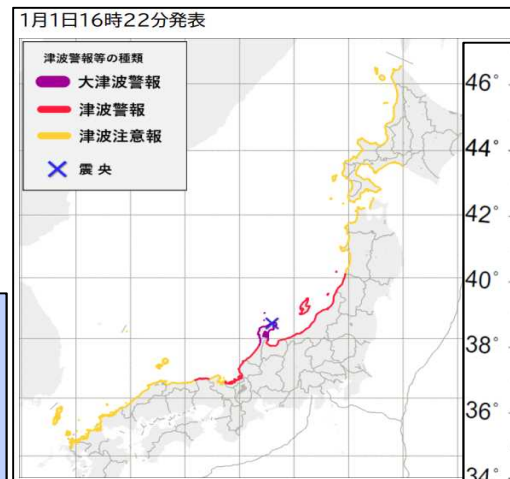 1月1日16時22分発表
津波警報等の種類
大津波警報
津波警報
津波注意報
震央
46°
44°
42°
40°
38°
36°
34°